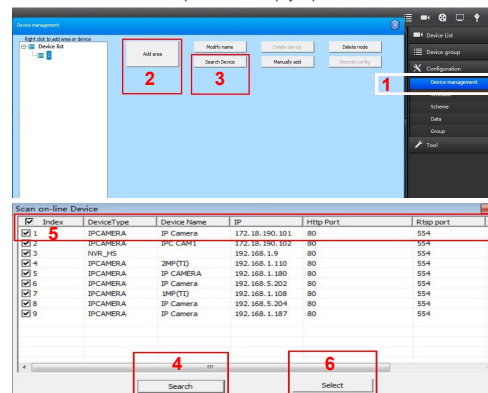 Device management
Right click to add area or device
Device list
1
Add area
2
Modify name
Delete device
Delete node
Search Device
3
Manually add
Remote config
Device List
Device group
Configuration
1
Device management
Scheme
Data
Group
Tool
Scan on-line Device
Index DeviceType Device Name IP Http Port Rtsp port
1 5 IPCAMERA IP Camera 172.18.190.101 80 554
2 IPCAMERA IPC CAM1 172.18.190.102 80 554
3 NVR_HS 192.168.1.9 80 554
4 IPCAMERA 2MP(TI) 192.168.1.110 80 554
5 IPCAMERA IP CAMERA 192.168.1.180 80 554
6 IPCAMERA IP Camera 192.168.5.202 80 554
7 IPCAMERA 1MP(TI) 192.168.1.108 80 554
8 IPCAMERA IP Camera 192.168.5.204 80 554
9 IPCAMERA IP Camera 192.168.1.187 80 554
4 6
Search Select